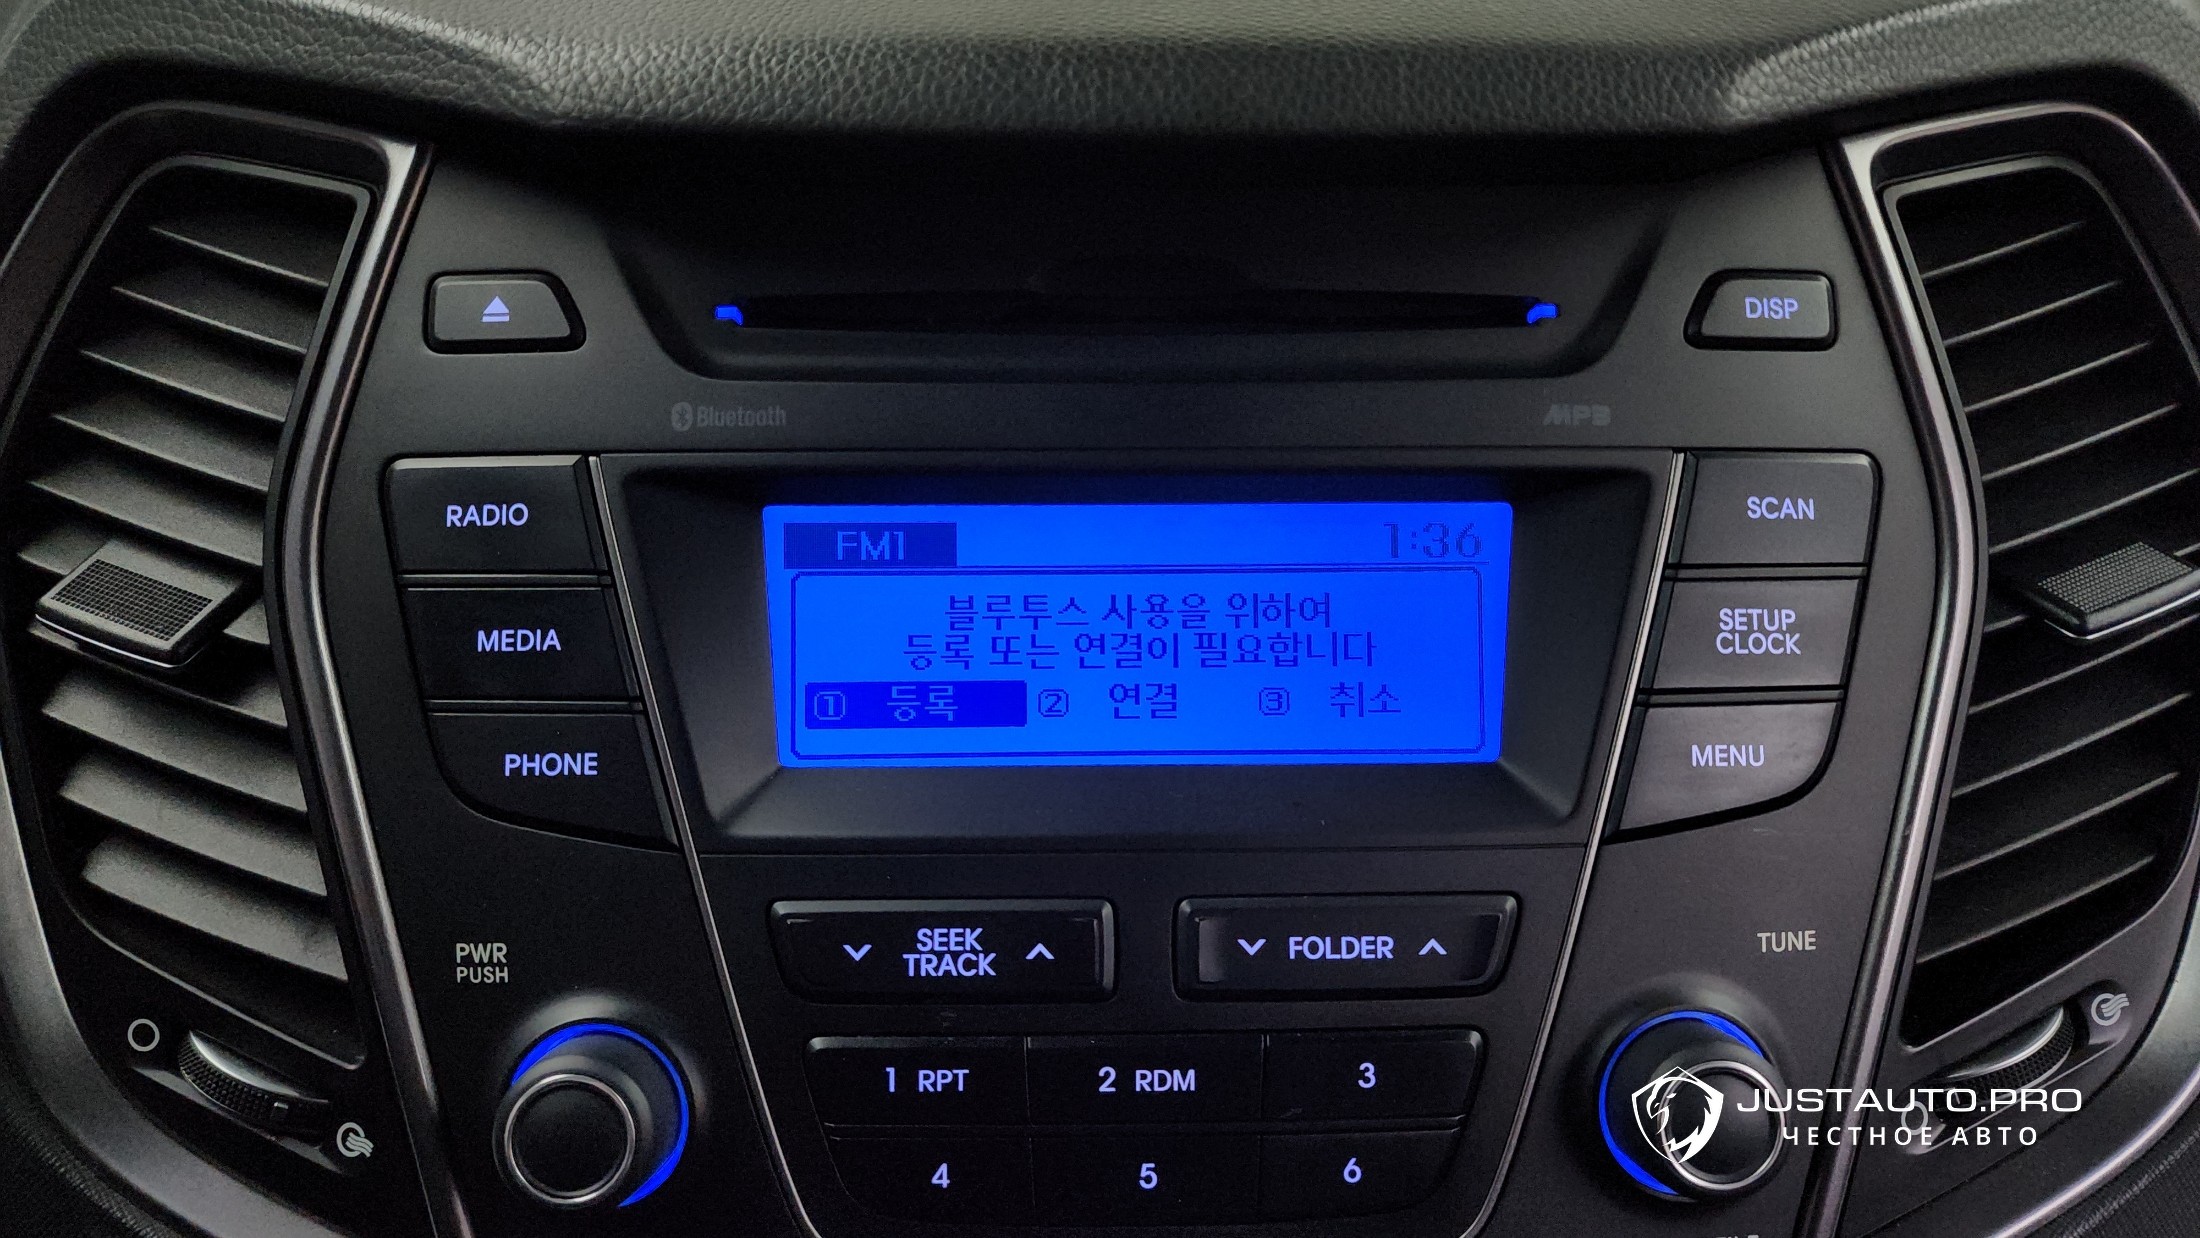 DISP
Bluetooth
MP3
RADIO
MEDIA
PHONE
FM1 1:36
블루투스 사용을 위하여
등록 또는 연결이 필요합니다
① 등록 ② 연결 ③ 취소
SCAN
SETUP
CLOCK
MENU
PWR
PUSH
SEEK
TRACK
FOLDER
TUNE
1 RPT
2 RDM
3
4
5
6
JUSTAUTO.PRO
ЧЕСТНОЕ АВТО